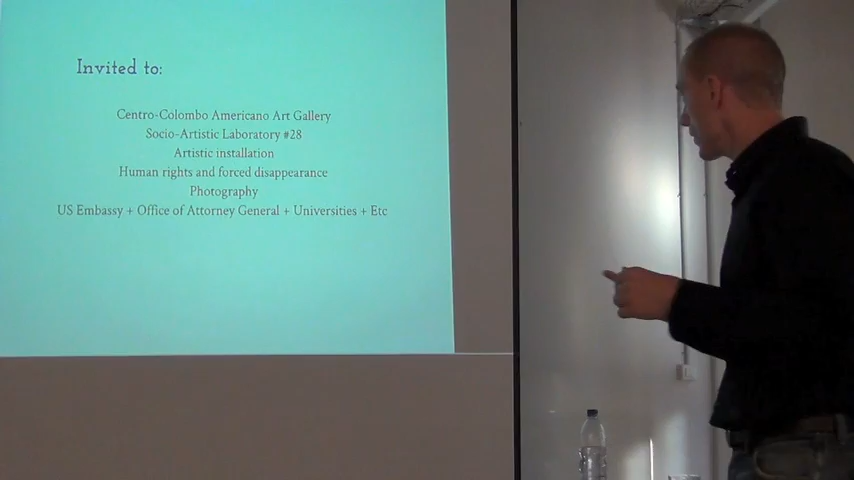 Invited to:
Centro-Colombo Americano Art Gallery
Socio-Artistic Laboratory #28
Artistic installation
Human rights and forced disappearance
Photography
US Embassy + Office of Attorney General + Universities + Etc